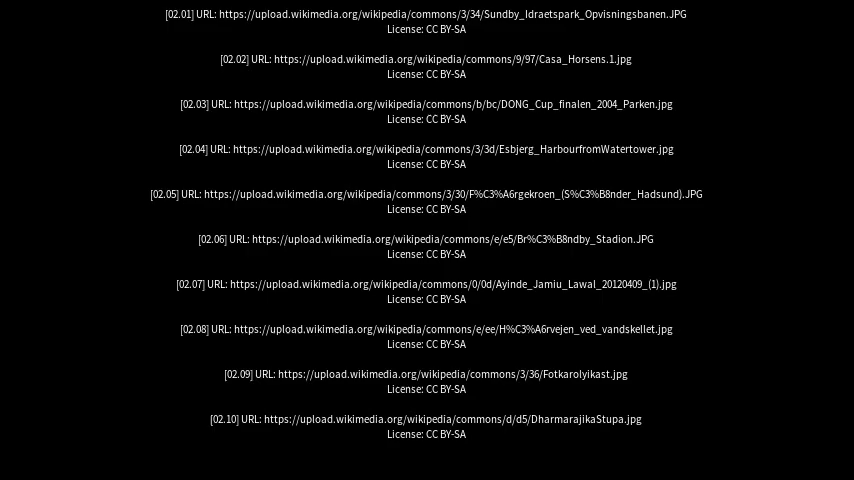 [02.01] URL: https://upload.wikimedia.org/wikipedia/commons/3/34/Sundby_Idraetspark_Opvisningsbanen.JPG
License: CC BY-SA
[02.02] URL: https://upload.wikimedia.org/wikipedia/commons/9/97/Casa_Horsens.1.jpg
License: CC BY-SA
[02.03] URL: https://upload.wikimedia.org/wikipedia/commons/b/bc/DONG_Cup_finalen_2004_Parken.jpg
License: CC BY-SA
[02.04] URL: https://upload.wikimedia.org/wikipedia/commons/3/3d/Esbjerg_HarbourfromWatertower.jpg
License: CC BY-SA
[02.05] URL: https://upload.wikimedia.org/wikipedia/commons/3/30/F%C3%A6rgekroen_(S%C3%B8nder_Hadsund).JPG
License: CC BY-SA
[02.06] URL: https://upload.wikimedia.org/wikipedia/commons/e/e5/Br%C3%B8ndby_Stadion.JPG
License: CC BY-SA
[02.07] URL: https://upload.wikimedia.org/wikipedia/commons/0/0d/Ayinde_Jamiu_Lawal_20120409_(1).jpg
License: CC BY-SA
[02.08] URL: https://upload.wikimedia.org/wikipedia/commons/e/ee/H%C3%A6rvejen_ved_vandskellet.jpg
License: CC BY-SA
[02.09] URL: https://upload.wikimedia.org/wikipedia/commons/3/36/Fotkarolyikast.jpg
License: CC BY-SA
[02.10] URL: https://upload.wikimedia.org/wikipedia/commons/d/d5/DharmarajikaStupa.jpg
License: CC BY-SA